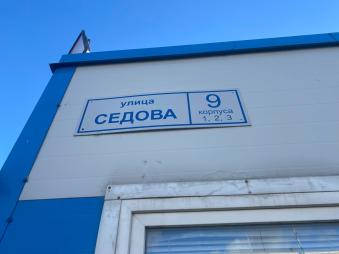 улица
СЕДОВА
9
корпуса
1, 2, 3